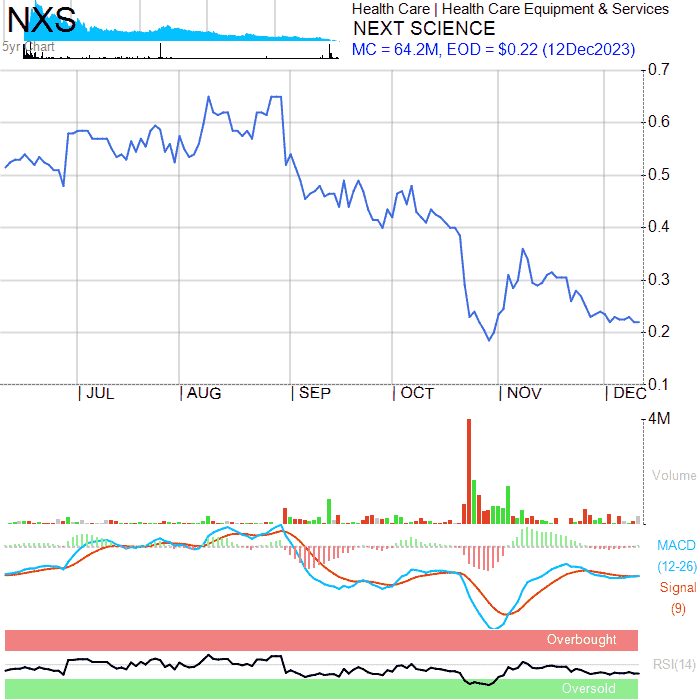 NXS
5yr chart
Health Care | Health Care Equipment & Services
NEXT SCIENCE
MC = 64.2M, EOD = $0.22 (12Dec2023)
0.7
0.6
0.5
0.4
0.3
0.2
0.1
JUL AUG SEP OCT NOV DEC
4M
Volume
MACD
(12-26)
Signal
(9)
Overbought
RSI(14)
Oversold